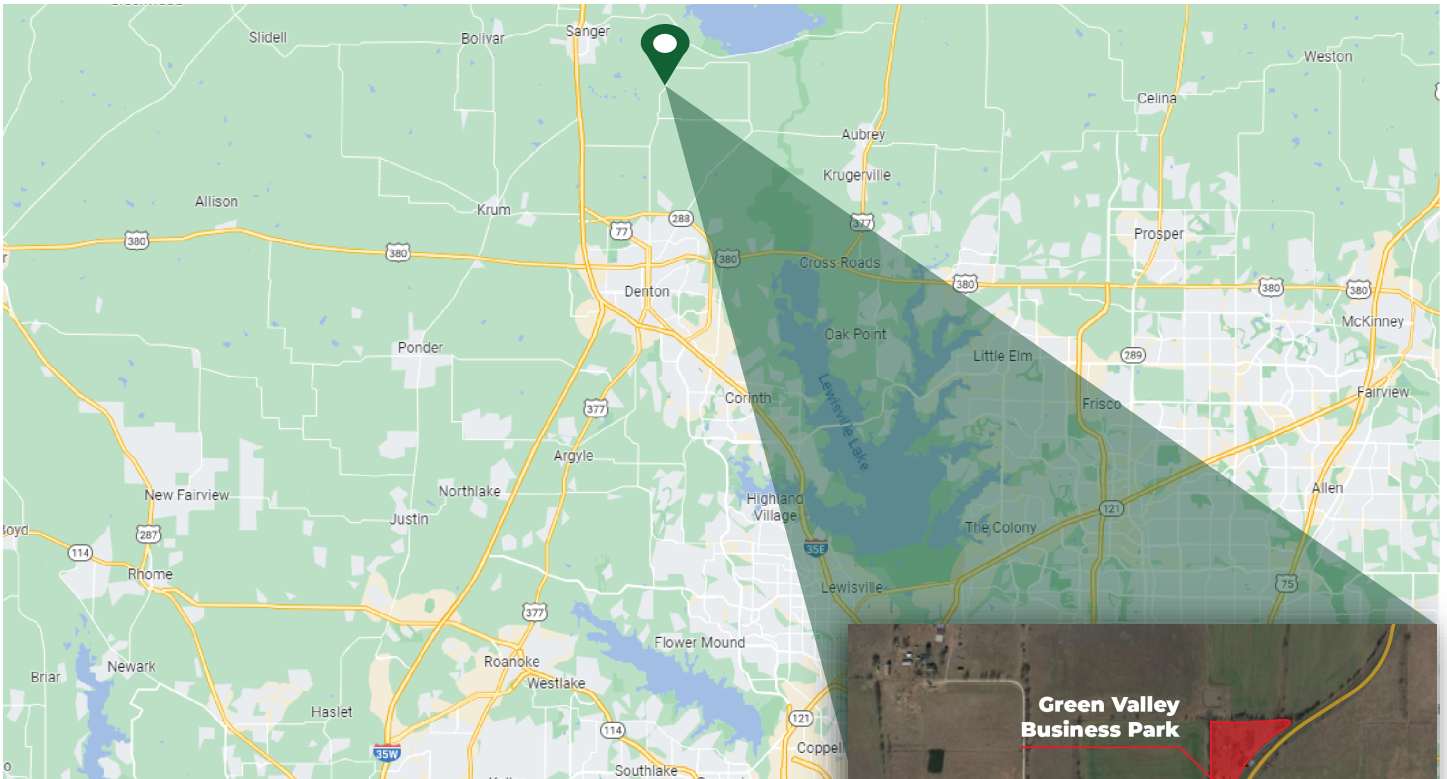 Slidell
Bolivar
Sanger
Weston
Celina
Aubrey
Krugerville
Allison
Krum
288
77
377
Prosper
380
380
380
Cross Roads
380
380
380
Denton
McKinney
Oak Point
Ponder
Little Elm
289
Fairview
Corinth
Frisco
377
Lewisville Lake
Argyle
Allen
New Fairview
Northlake
Highland
Village
121
Justin
The Colony
Boyd
287
35E
114
Rhome
Lewisville
75
377
Flower Mound
Roanoke
Newark
Briar
Westlake
Green Valley
Business Park
Haslet
121
114
35W
Coppell
Southlake